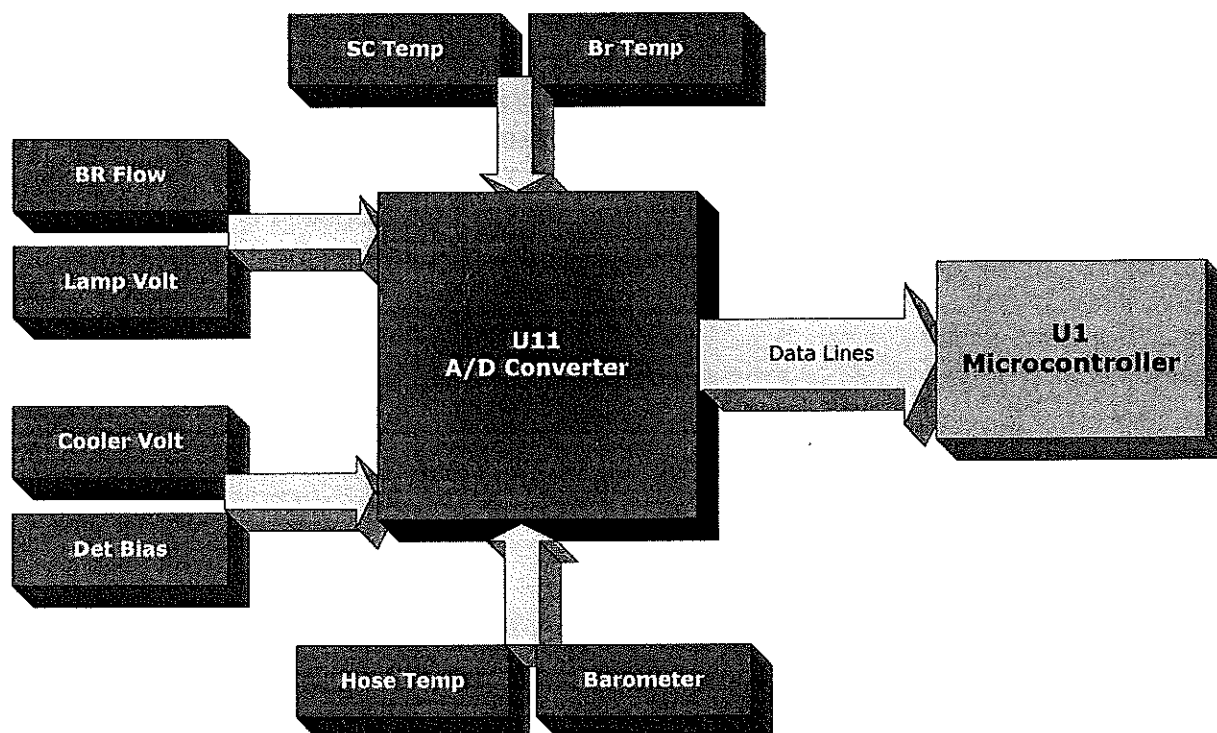 SC Temp
Br Temp
BR Flow
Lamp Volt
U11
A/D Converter
Data Lines
U1
Microcontroller
Cooler Volt
Det Bias
Hose Temp
Barometer